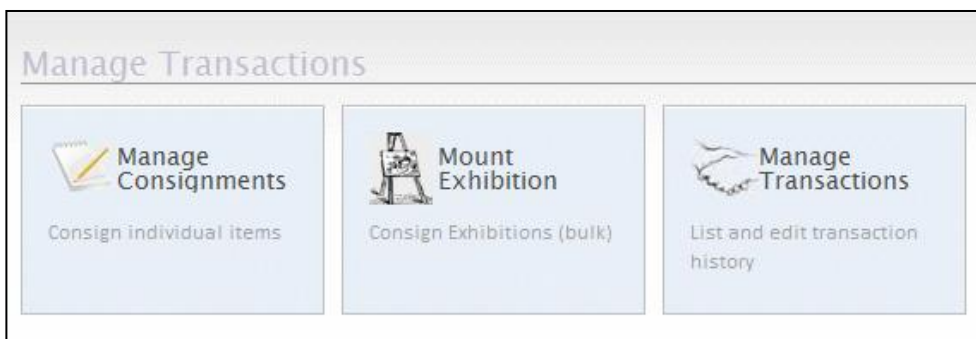 Manage Transactions
Manage
Consignments
Consign individual items
Mount
Exhibition
Consign Exhibitions (bulk)
Manage
Transactions
List and edit transaction
history